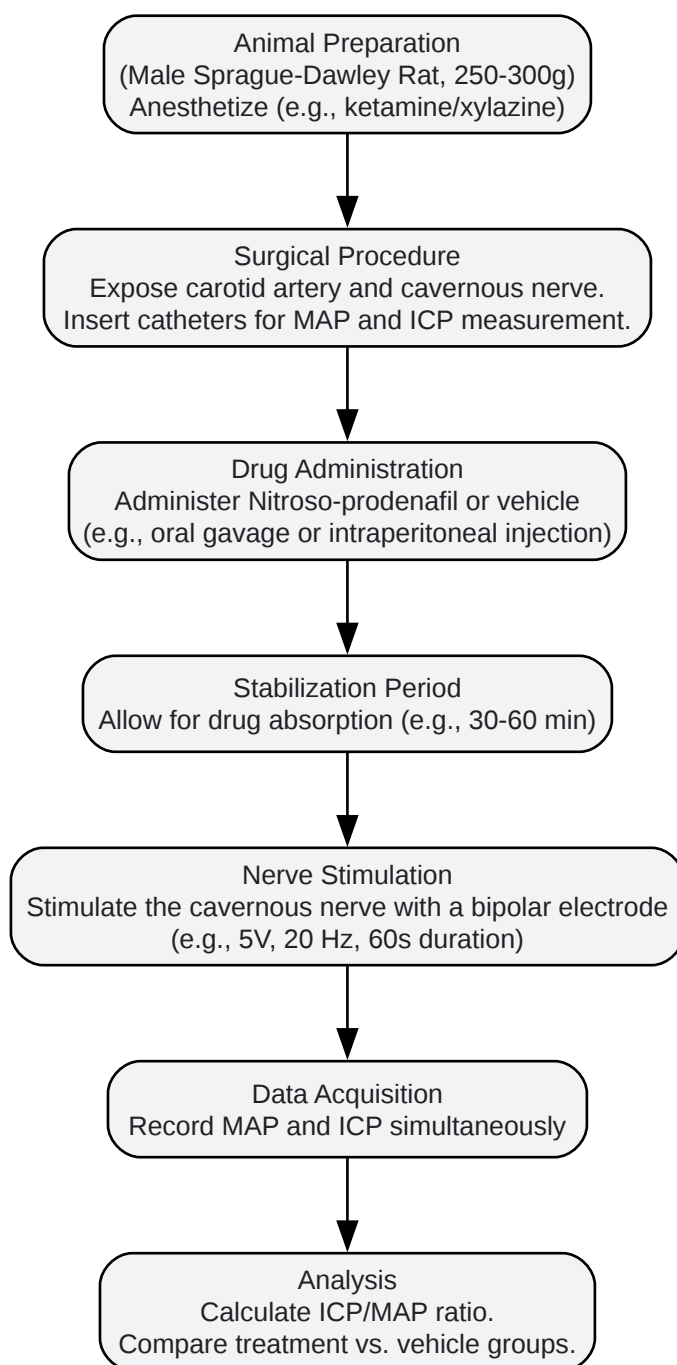 Animal Preparation
(Male Sprague-Dawley Rat, 250-300g)
Anesthetize (e.g., ketamine/xylazine)
Surgical Procedure
Expose carotid artery and cavernous nerve.
Insert catheters for MAP and ICP measurement.
Drug Administration
Administer Nitroso-prodenafil or vehicle
(e.g., oral gavage or intraperitoneal injection)
Stabilization Period
Allow for drug absorption (e.g., 30-60 min)
Nerve Stimulation
Stimulate the cavernous nerve with a bipolar electrode
(e.g., 5V, 20 Hz, 60s duration)
Data Acquisition
Record MAP and ICP simultaneously
Analysis
Calculate ICP/MAP ratio.
Compare treatment vs. vehicle groups.